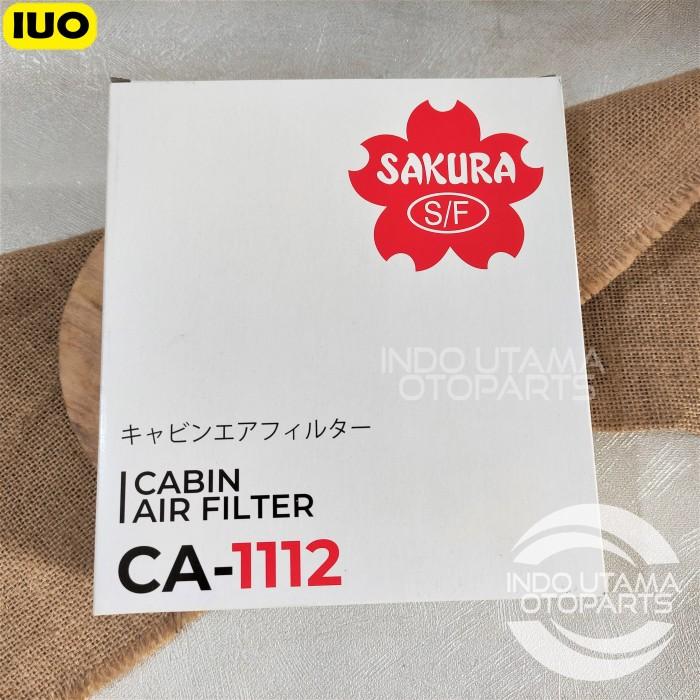 IUO
SAKURA
S/F
INDO UTAMA
OTOPARTS
キャビンエアフィルター
CABIN
AIR FILTER
CA-1112
INDO UTAMA
OTOPARTS